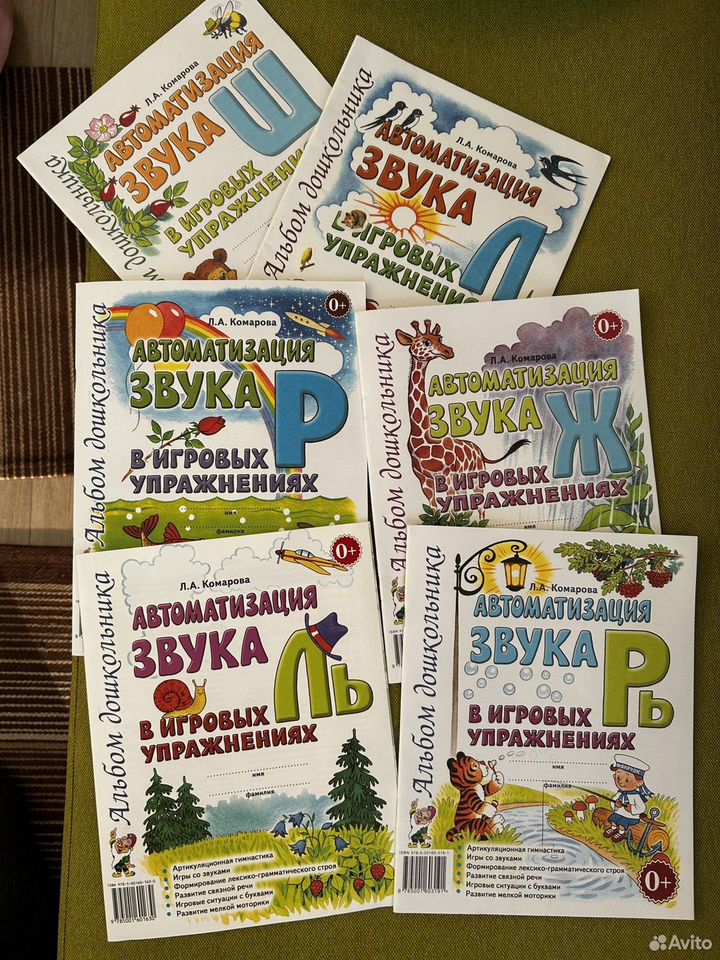 Л.А. Комарова
АВТОМАТИЗАЦИЯ
ЗВУКА Ш
В ИГРОВЫХ
УПРАЖНЕНИ
дошкольника
Л.А. Комарова
АВТОМАТИЗАЦИЯ
ЗВУКА Л
В ИГРОВЫХ
УПРАЖНЕНИЯ
Альбом дошкольника
0+
Л.А. Комарова
АВТОМАТИЗАЦИЯ
ЗВУКА Р
В ИГРОВЫХ
УПРАЖНЕНИЯХ
имя
фамилия
Альбом дошкольника
0+
Л.А. Комарова
АВТОМАТИЗАЦИЯ
ЗВУКА Ж
В ИГРОВЫХ
УПРАЖНЕНИЯХ
имя
Альбом дошкольника
0+
Л.А. Комарова
АВТОМАТИЗАЦИЯ
ЗВУКА Ль
В ИГРОВЫХ
УПРАЖНЕНИЯХ
имя
фамилия
Альбом дошкольника
• Артикуляционная гимнастика
• Игры со звуками
• Формирование лексико-грамматического строя
• Развитие связной речи
• Игровые ситуации с буквами
• Развитие мелкой моторики
9785001601630
Л.А. Комарова
АВТОМАТИЗАЦИЯ
ЗВУКА Рь
В ИГРОВЫХ
УПРАЖНЕНИЯХ
имя
фамилия
Альбом дошкольника
• Артикуляционная гимнастика
• Игры со звуками
• Формирование лексико-грамматического строя
• Развитие связной речи
• Игровые ситуации с буквами
• Развитие мелкой моторики
0+
Avito